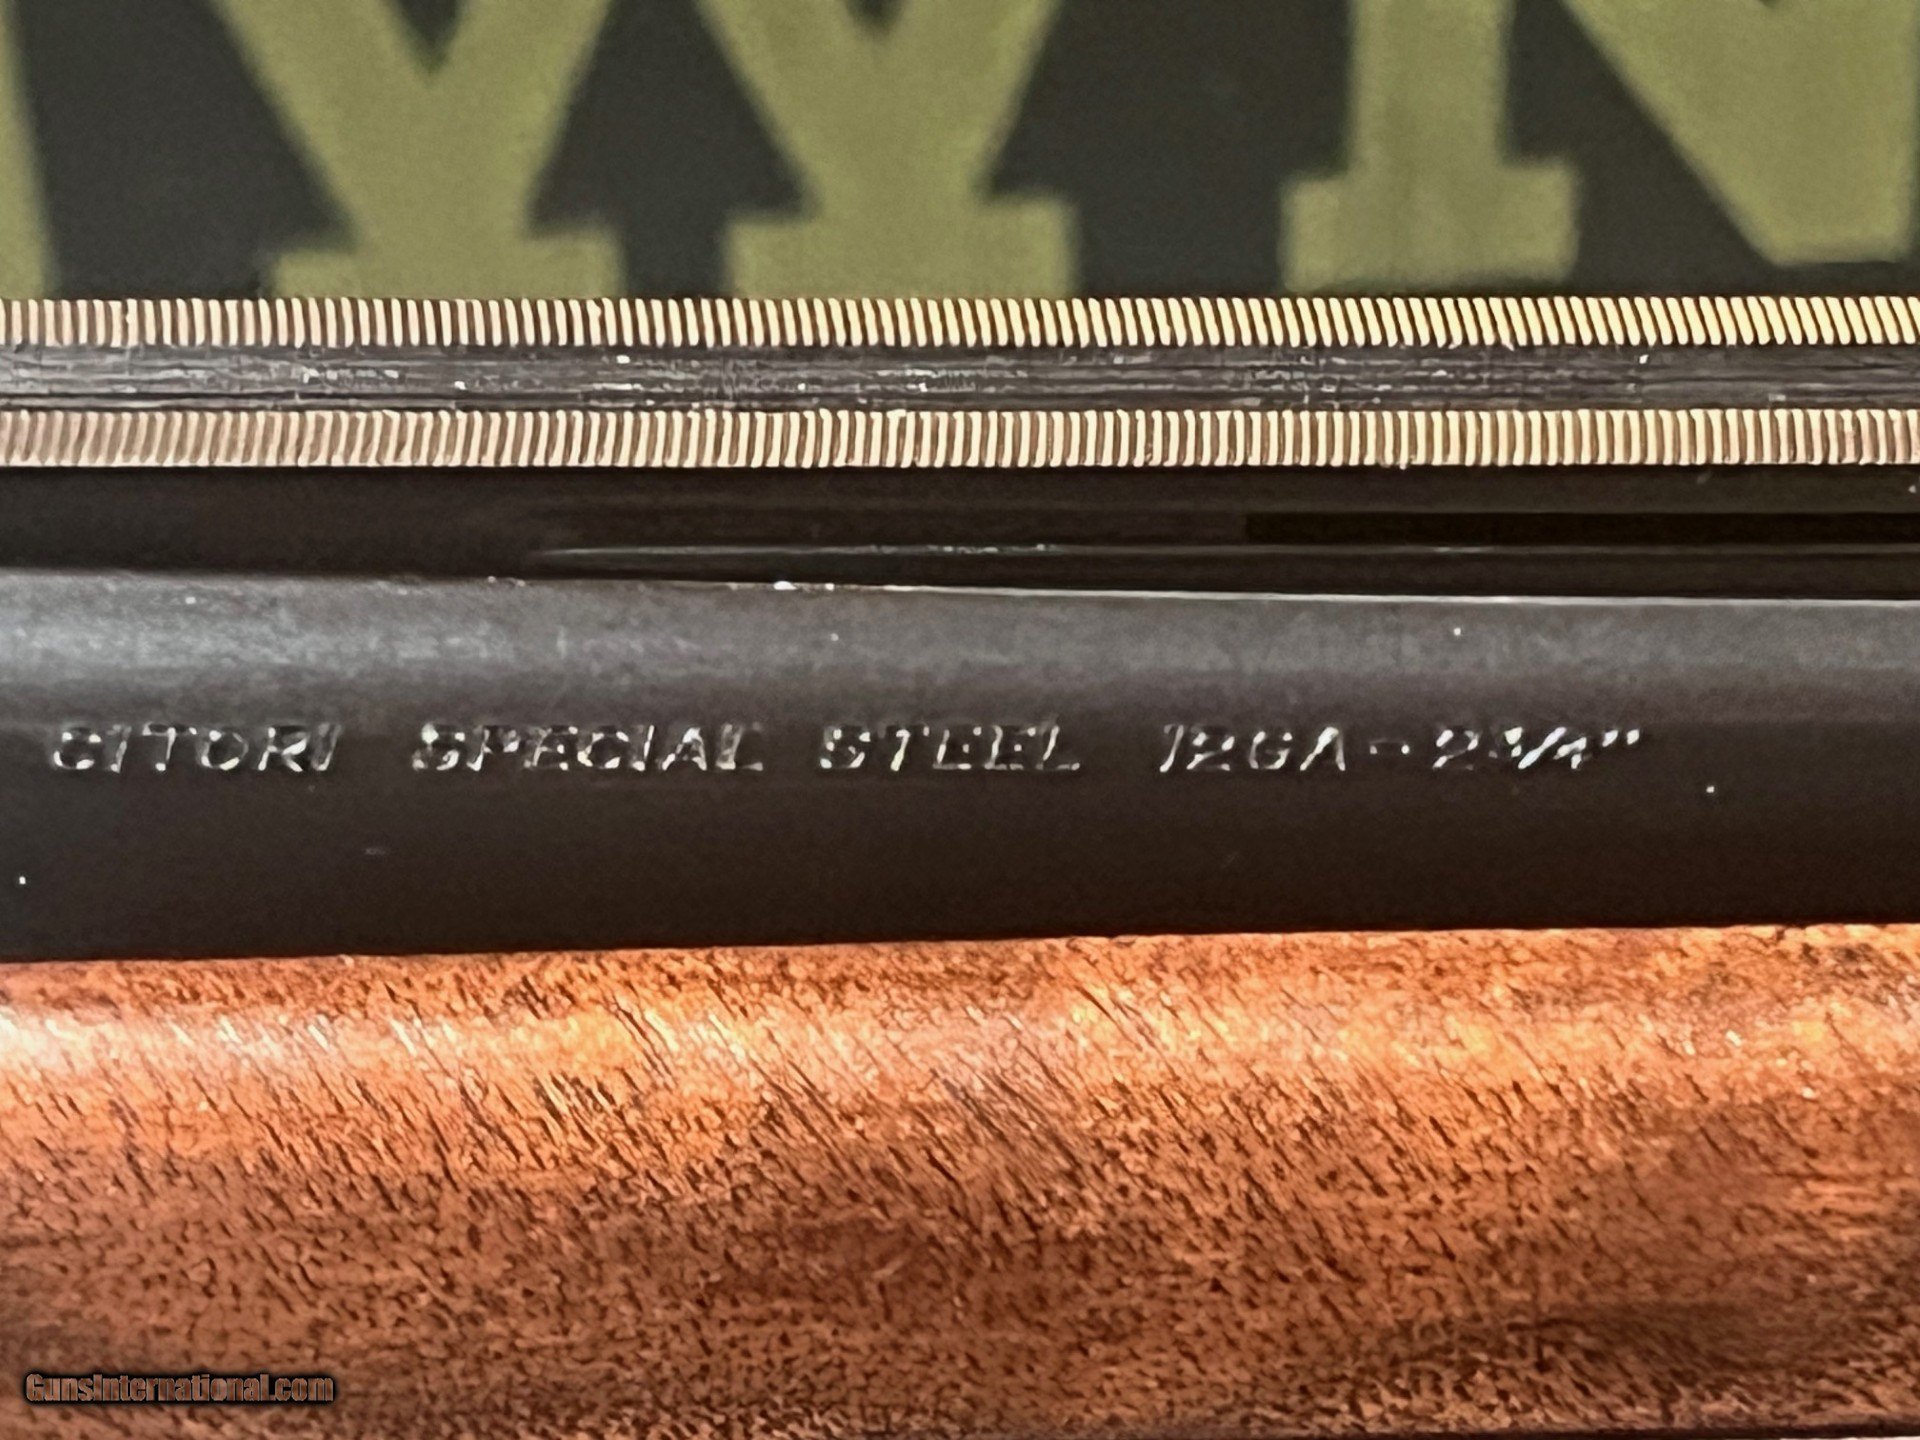 CITORI SPECIAL STEEL 12GA-2¾"
GunsInternational.com